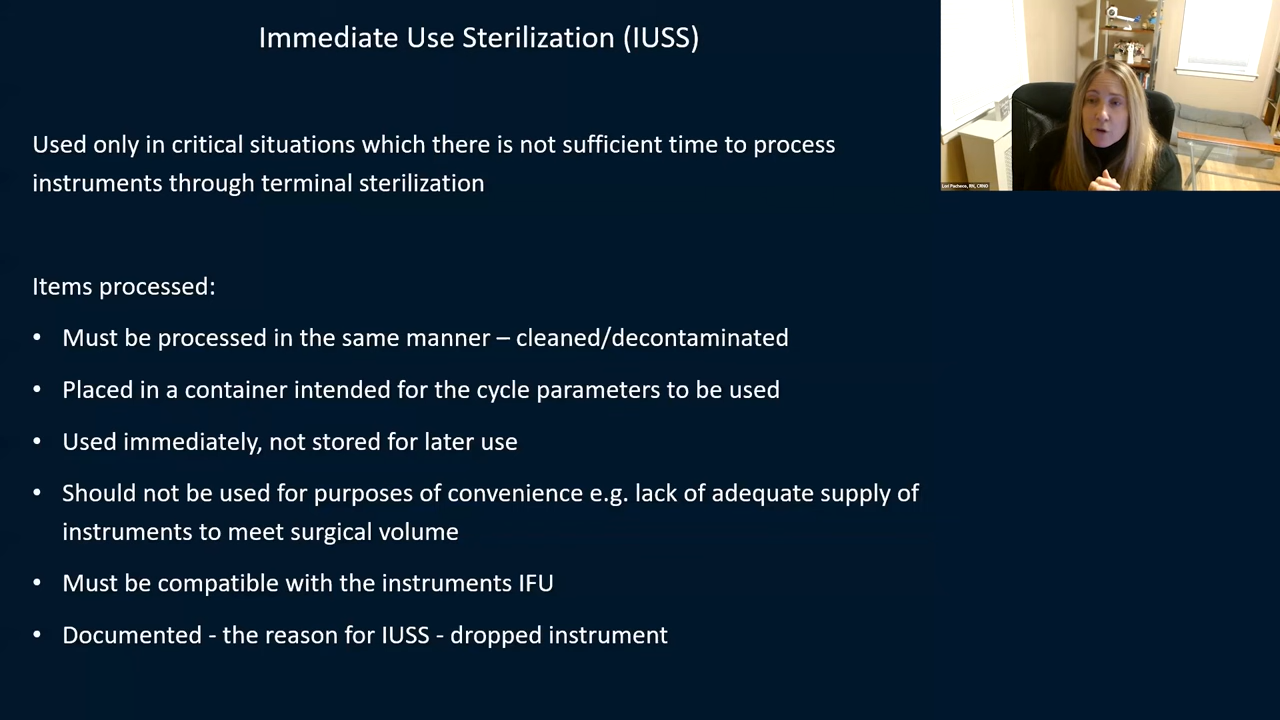 Immediate Use Sterilization (IUSS)
Used only in critical situations which there is not sufficient time to process
instruments through terminal sterilization
Items processed:
• Must be processed in the same manner – cleaned/decontaminated
• Placed in a container intended for the cycle parameters to be used
• Used immediately, not stored for later use
• Should not be used for purposes of convenience e.g. lack of adequate supply of
instruments to meet surgical volume
• Must be compatible with the instruments IFU
• Documented - the reason for IUSS - dropped instrument
Lori Pacheco, RN, CRNO